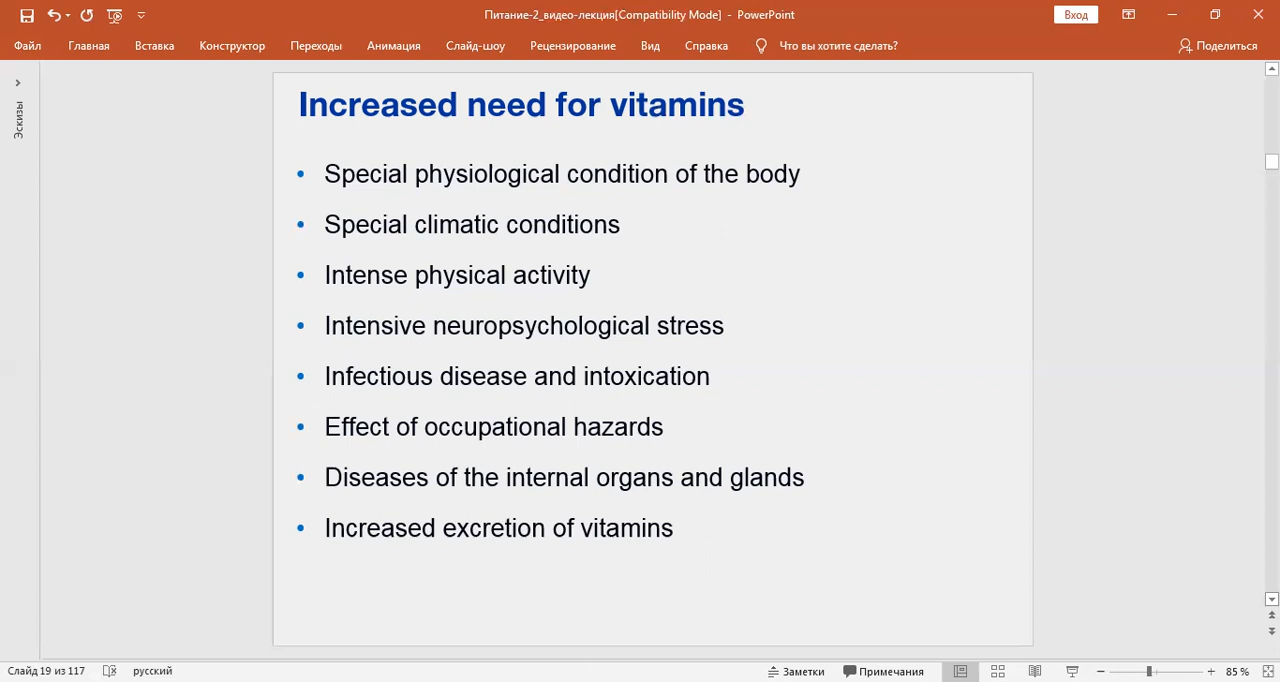 Питание-2_видео-лекция[Compatibility Mode] - PowerPoint
Вход
Файл Главная Вставка Конструктор Переходы Анимация Слайд-шоу Рецензирование Вид Справка Что вы хотите сделать? Поделиться
Эскизы
Increased need for vitamins
• Special physiological condition of the body
• Special climatic conditions
• Intense physical activity
• Intensive neuropsychological stress
• Infectious disease and intoxication
• Effect of occupational hazards
• Diseases of the internal organs and glands
• Increased excretion of vitamins
Слайд 19 из 117 русский Заметки Примечания 85 %